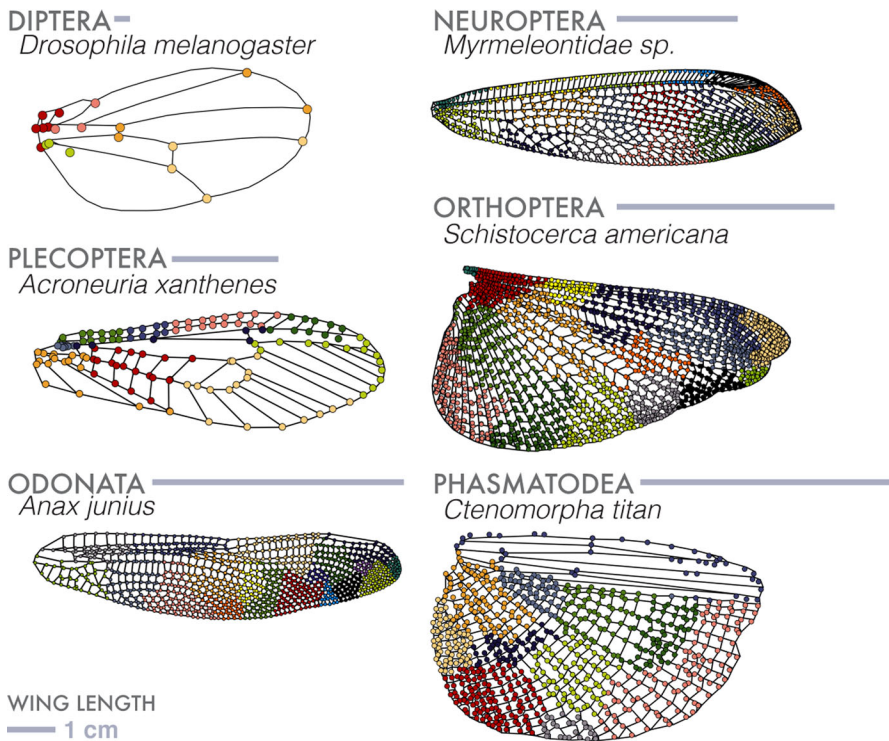 DIPTERA
Drosophila melanogaster
NEUROPTERA
Myrmeleontidae sp.
ORTHOPTERA
Schistocerca americana
PLECOPTERA
Acroneuria xanthenes
ODONATA
Anax junius
PHASMATODEA
Ctenomorpha titan
WING LENGTH
1 cm